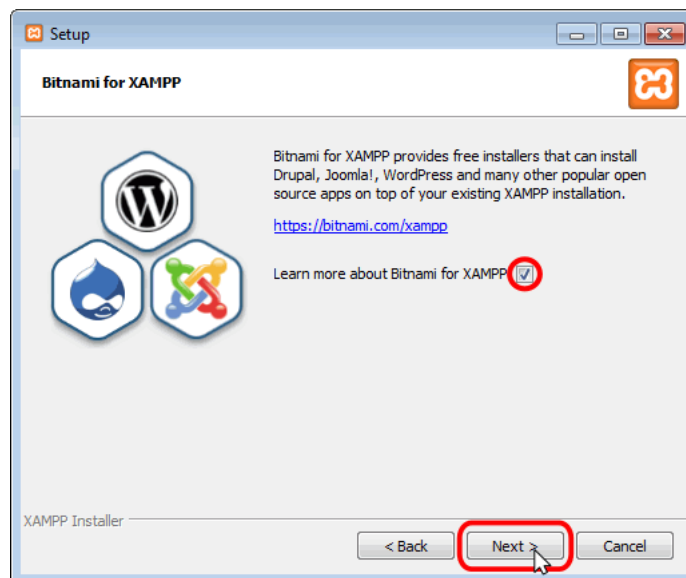 Setup
Bitnami for XAMPP
Bitnami for XAMPP provides free installers that can install
Drupal, Joomla!, WordPress and many other popular open
source apps on top of your existing XAMPP installation.
https://bitnami.com/xampp
Learn more about Bitnami for XAMPP
XAMPP Installer
< Back Next > Cancel